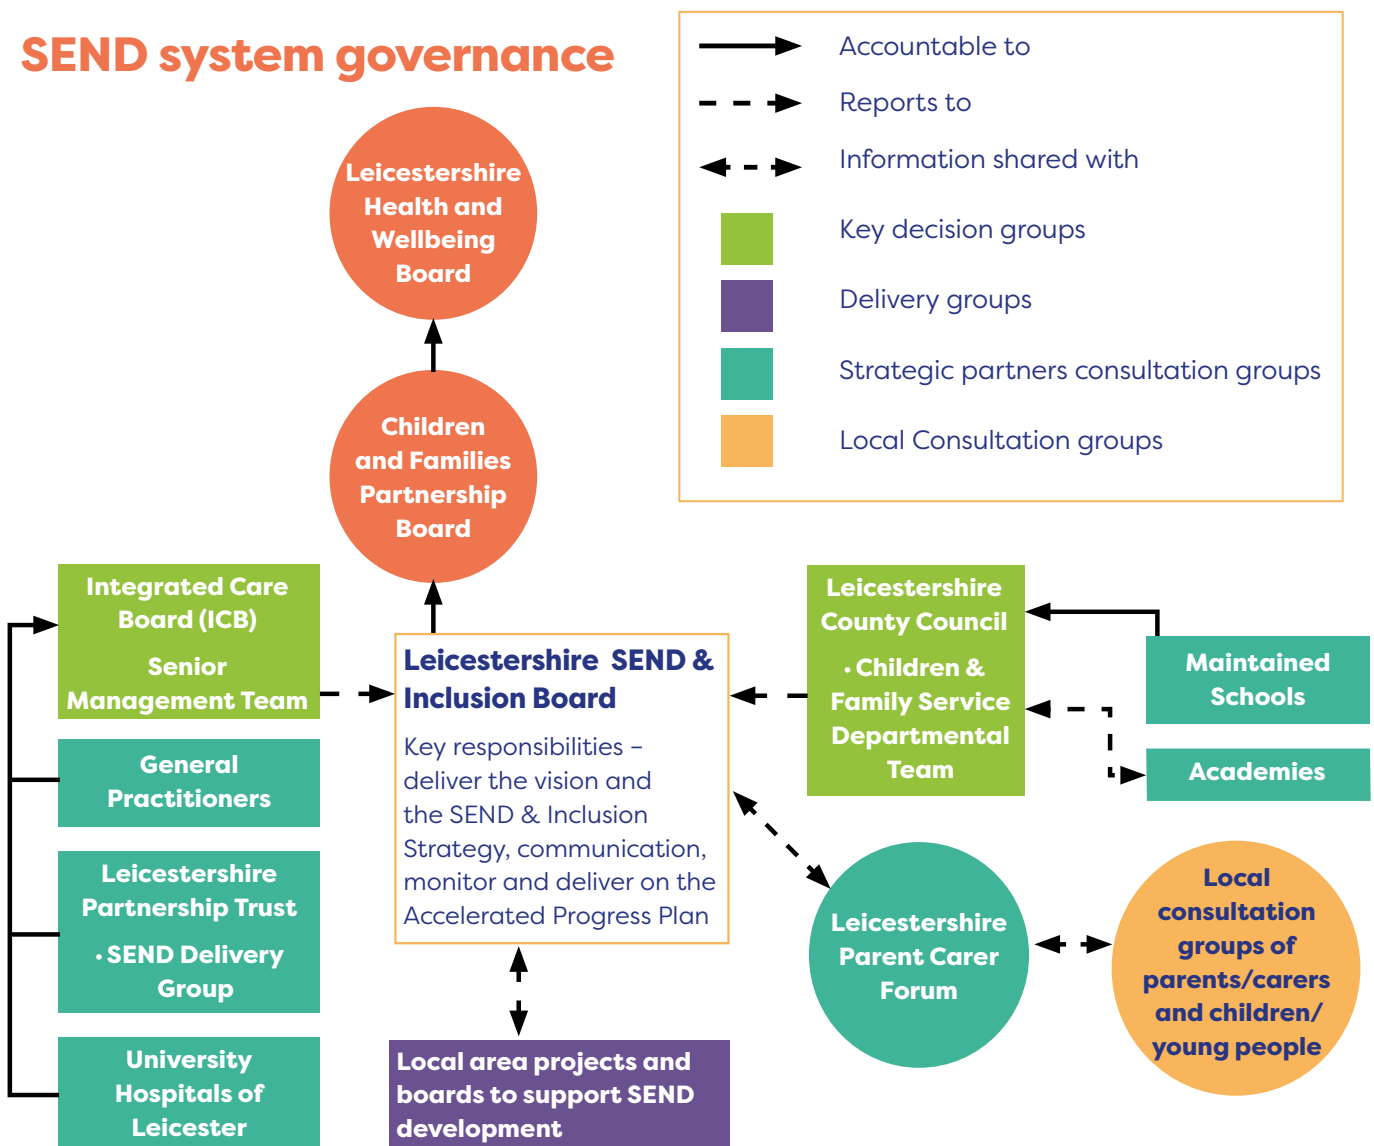 SEND system governance
Accountable to
Reports to
Information shared with
Key decision groups
Delivery groups
Strategic partners consultation groups
Local Consultation groups
Leicestershire
Health and
Wellbeing
Board
Children
and Families
Partnership
Board
Integrated Care
Board (ICB)
Senior
Management Team
General
Practitioners
Leicestershire
Partnership Trust
• SEND Delivery
Group
University
Hospitals of
Leicester
Leicestershire SEND &
Inclusion Board
Key responsibilities –
deliver the vision and
the SEND & Inclusion
Strategy, communication,
monitor and deliver on the
Accelerated Progress Plan
Local area projects and
boards to support SEND
development
Leicestershire
County Council
• Children &
Family Service
Departmental
Team
Maintained
Schools
Academies
Leicestershire
Parent Carer
Forum
Local
consultation
groups of
parents/carers
and children/
young people